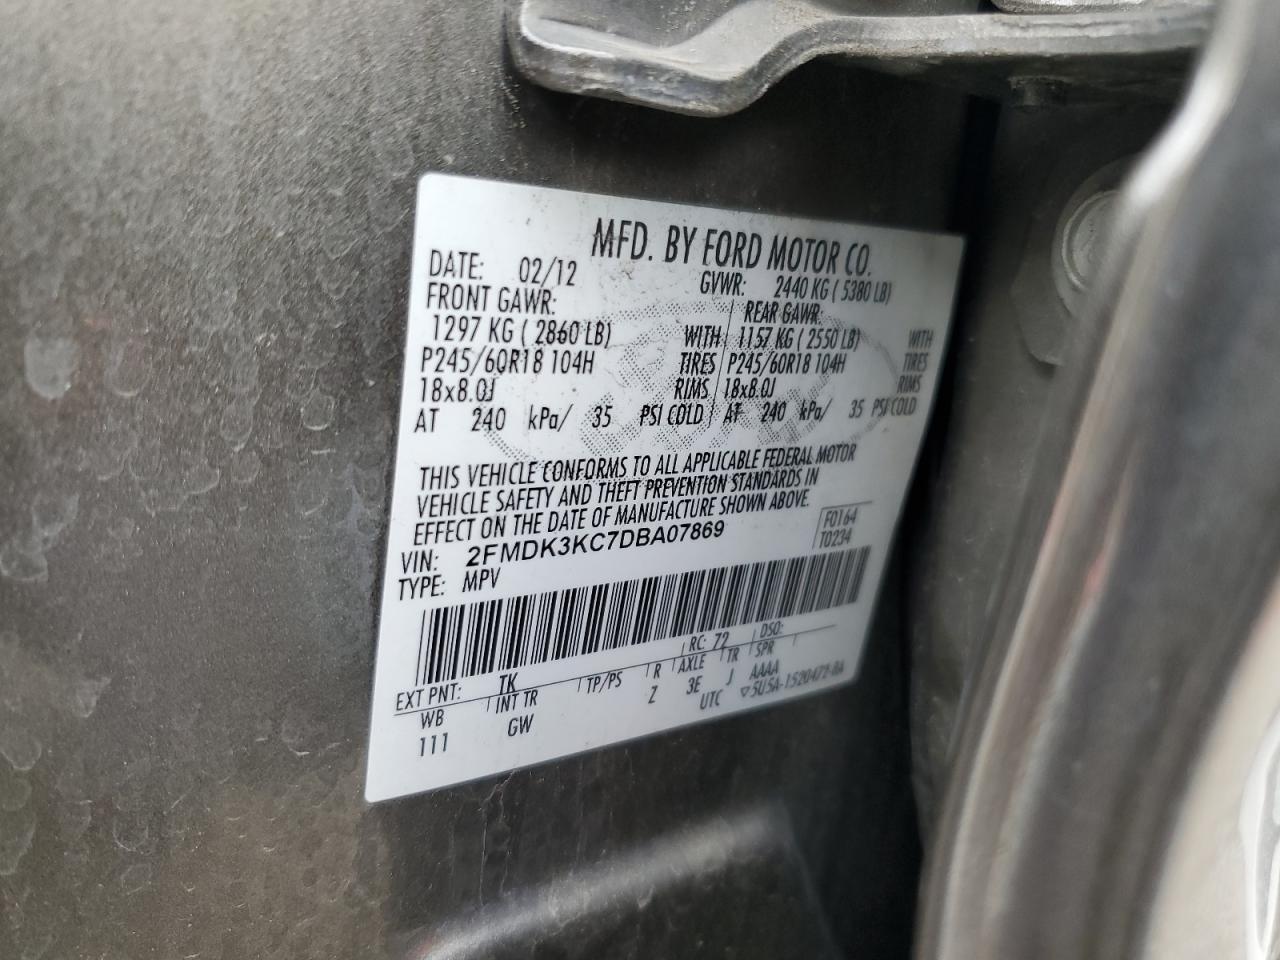 MFD. BY FORD MOTOR CO.
DATE: 02/12 GVWR: 2440 KG ( 5380 LB)
FRONT GAWR: REAR GAWR:
1297 KG ( 2860 LB) WITH 1157 KG ( 2550 LB) WITH
P245/60R18 104H TIRES P245/60R18 104H TIRES
18x8.0J RIMS 18x8.0J RIMS
AT 240 kPa/ 35 PSI COLD AT 240 kPa/ 35 PSI COLD
THIS VEHICLE CONFORMS TO ALL APPLICABLE FEDERAL MOTOR
VEHICLE SAFETY AND THEFT PREVENTION STANDARDS IN
EFFECT ON THE DATE OF MANUFACTURE SHOWN ABOVE.
VIN: 2FMDK3KC7DBA07869 F0164
TYPE: MPV T0234
EXT PNT: TK RC: 72 DSO:
WB INT TR TP/PS R AXLE TR SPR
111 GW Z 3E J AAAA
UTC 5U5A-1520472-BA